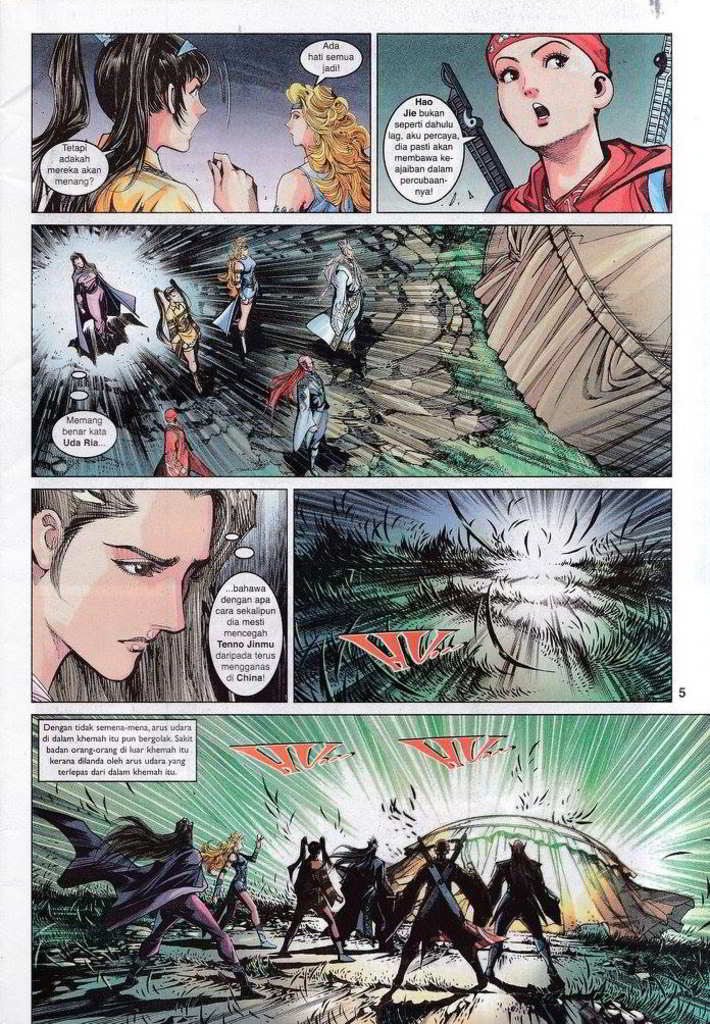 Tetapi
adakah
mereka akan
menang?
Ada
hati semua
jadi!
Hao
Jie bukan
seperti dahulu
lag, aku percaya,
dia pasti akan
membawa ke-
ajaiban dalam
percubaan-
nya!
Memang
benar kata
Uda Ria...
...bahawa
dengan apa
cara sekalipun
dia mesti
mencegah
Tenno Jinmu
daripada terus
mengganas
di China!
5
Dengan tidak semena-mena, arus udara
di dalam khemah itu pun bergolak. Sakit
badan orang-orang di luar khemah itu
kerana dilanda oleh arus udara yang
terlepas dari dalam khemah itu.